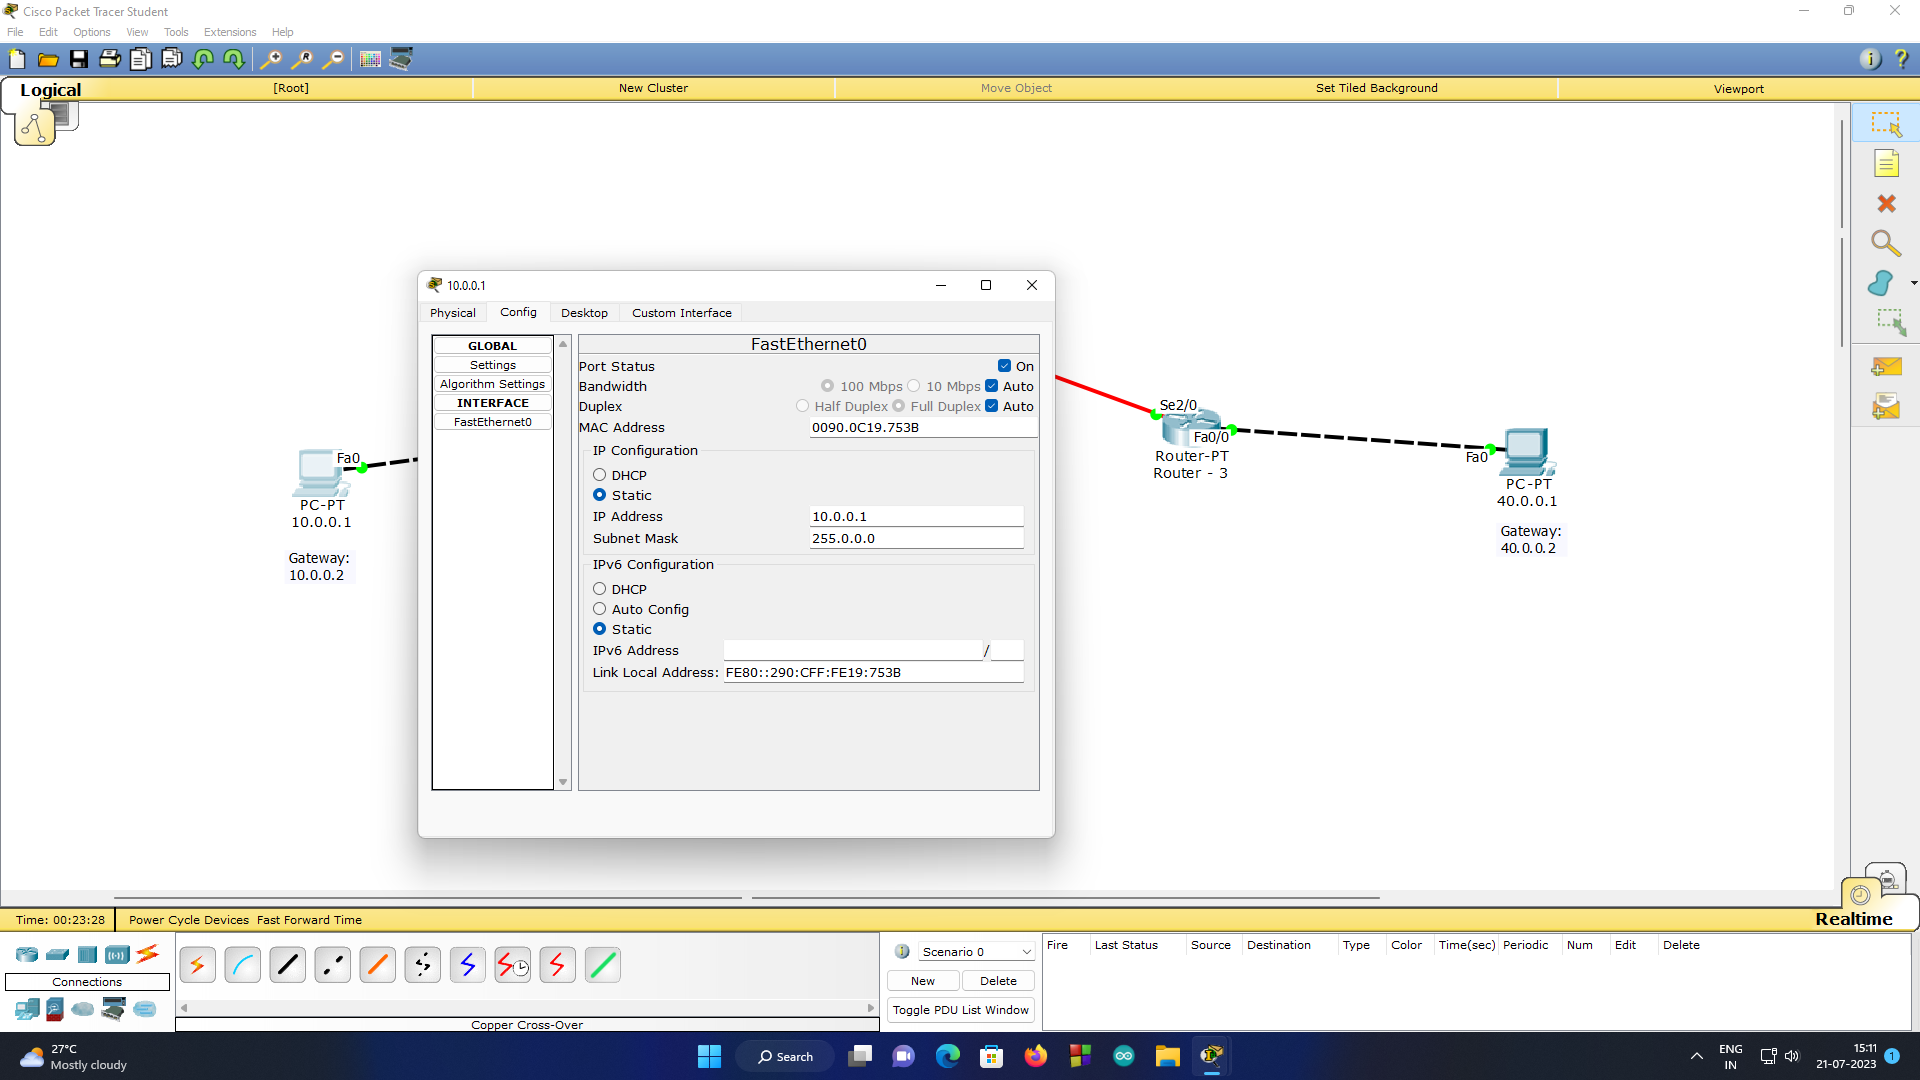 Cisco Packet Tracer Student
File Edit Options View Tools Extensions Help
Logical [Root] New Cluster Move Object Set Tiled Background Viewport
10.0.0.1
Physical Config Desktop Custom Interface
GLOBAL
Settings
Algorithm Settings
INTERFACE
FastEthernet0
FastEthernet0
Port Status On
Bandwidth 100 Mbps 10 Mbps Auto
Duplex Half Duplex Full Duplex Auto
MAC Address 0090.0C19.753B
IP Configuration
DHCP
Static
IP Address 10.0.0.1
Subnet Mask 255.0.0.0
IPv6 Configuration
DHCP
Auto Config
Static
IPv6 Address /
Link Local Address: FE80::290:CFF:FE19:753B
Fa0
PC-PT
10.0.0.1
Gateway:
10.0.0.2
Se2/0
Fa0/0
Router-PT
Router - 3
Fa0
PC-PT
40.0.0.1
Gateway:
40.0.0.2
Time: 00:23:28 Power Cycle Devices Fast Forward Time
Realtime
Connections
Copper Cross-Over
Scenario 0
New Delete
Toggle PDU List Window
Fire Last Status Source Destination Type Color Time(sec) Periodic Num Edit Delete
27°C
Mostly cloudy
Search
ENG
IN
15:11
21-07-2023
1